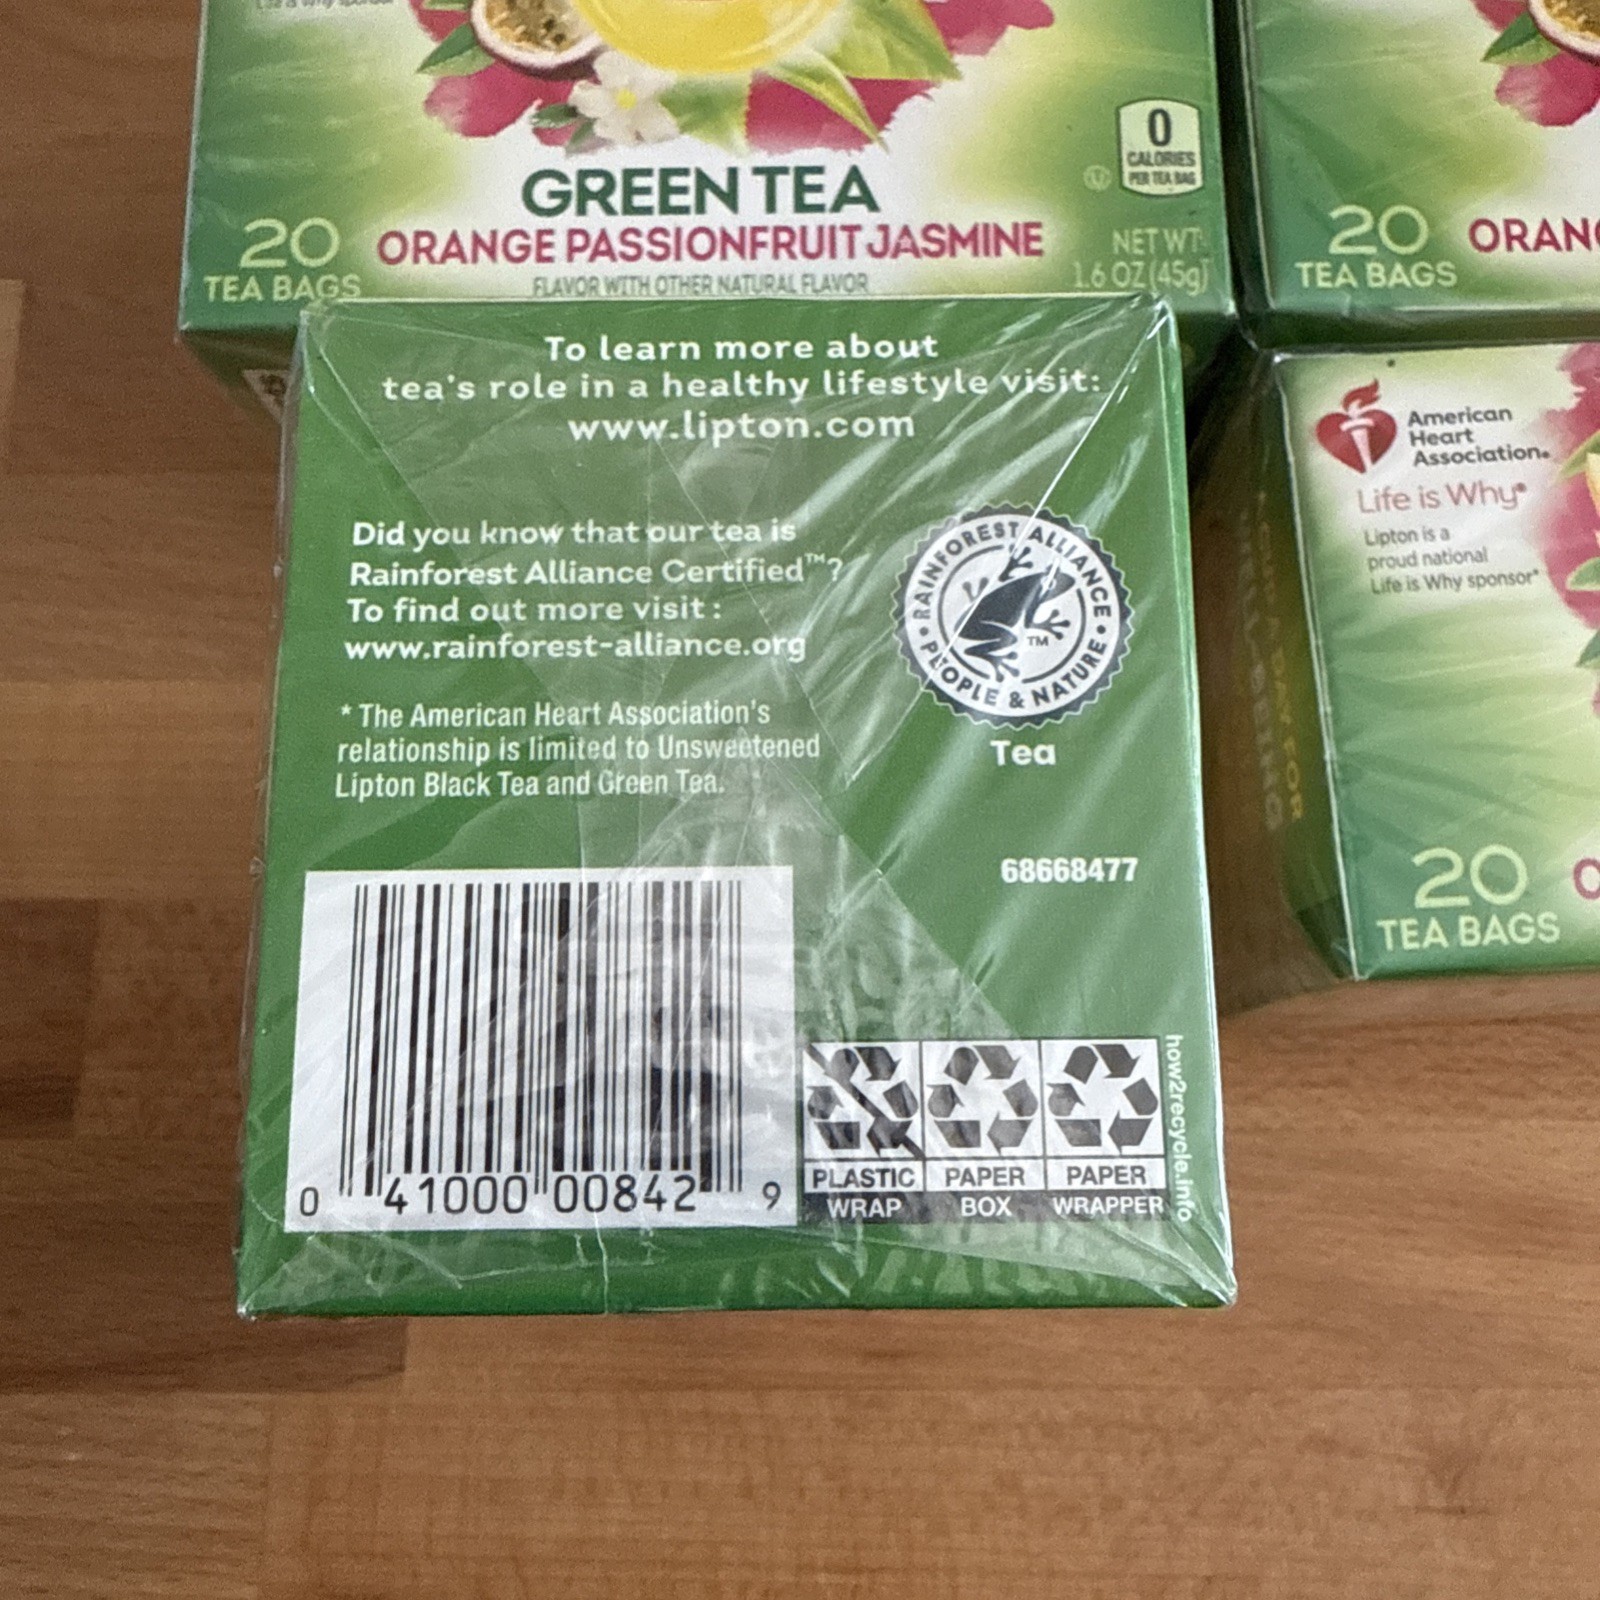 0
CALORIES
PER TEA BAG
GREEN TEA
ORANGE PASSIONFRUIT JASMINE
FLAVOR WITH OTHER NATURAL FLAVOR
20
TEA BAGS
NET WT
1.6 OZ (45g)
20
TEA BAGS
To learn more about
tea's role in a healthy lifestyle visit:
www.lipton.com
Did you know that our tea is
Rainforest Alliance Certified™?
To find out more visit:
www.rainforest-alliance.org
RAINFOREST ALLIANCE
PEOPLE & NATURE
TM
Tea
* The American Heart Association's
relationship is limited to Unsweetened
Lipton Black Tea and Green Tea.
68668477
0 41000 00842 9
PLASTIC
WRAP
PAPER
BOX
PAPER
WRAPPER
how2recycle.info
American
Heart
Association®
Life is Why®
Lipton is a
proud national
Life is Why sponsor*
20
TEA BAGS